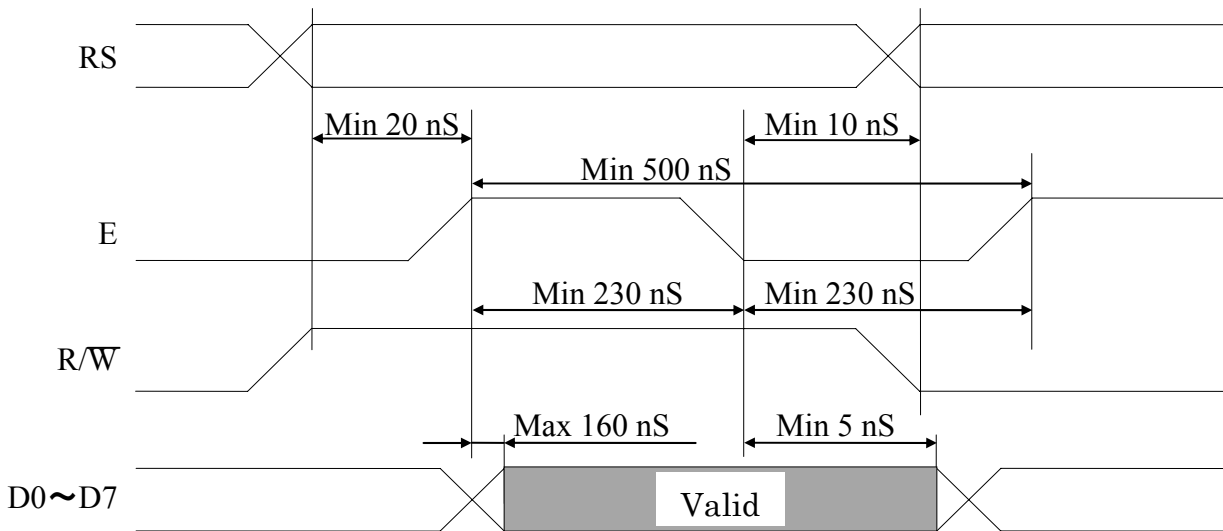 RS
Min 20 nS
Min 10 nS
Min 500 nS
E
Min 230 nS
Min 230 nS
R/W̅
Max 160 nS
Min 5 nS
D0～D7
Valid